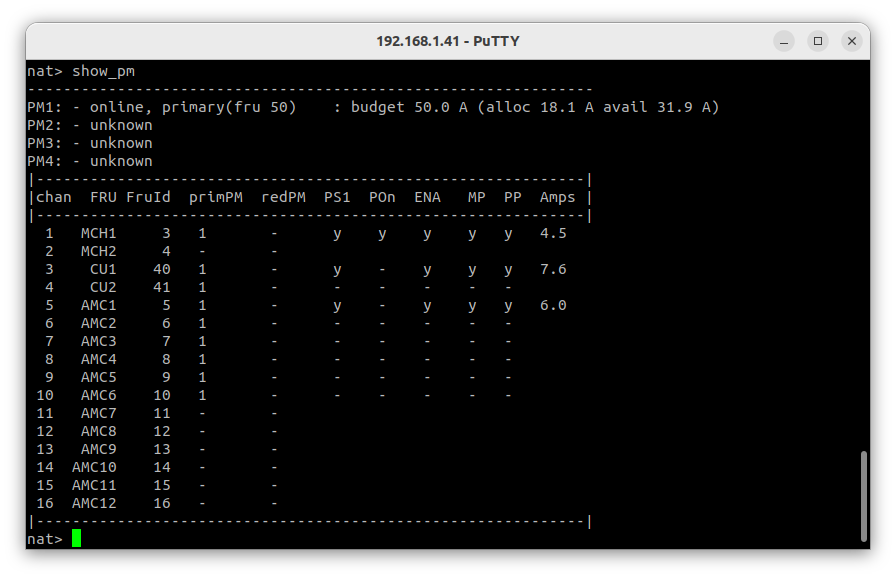 192.168.1.41 - PuTTY
nat> show_pm
---------------------------------------------------------------
PM1: - online, primary(fru 50)    : budget 50.0 A (alloc 18.1 A avail 31.9 A)
PM2: - unknown
PM3: - unknown
PM4: - unknown
|-------------------------------------------------------------|
|chan  FRU FruId  primPM  redPM  PS1  POn  ENA   MP  PP  Amps |
|-------------------------------------------------------------|
  1   MCH1     3   1       -      y    y    y    y   y   4.5
  2   MCH2     4   -       -
  3    CU1    40   1       -      y    -    y    y   y   7.6
  4    CU2    41   1       -      -    -    -    -   -
  5   AMC1     5   1       -      y    -    y    y   y   6.0
  6   AMC2     6   1       -      -    -    -    -   -
  7   AMC3     7   1       -      -    -    -    -   -
  8   AMC4     8   1       -      -    -    -    -   -
  9   AMC5     9   1       -      -    -    -    -   -
 10   AMC6    10   1       -      -    -    -    -   -
 11   AMC7    11   -       -
 12   AMC8    12   -       -
 13   AMC9    13   -       -
 14  AMC10    14   -       -
 15  AMC11    15   -       -
 16  AMC12    16   -       -
|-------------------------------------------------------------|
nat>